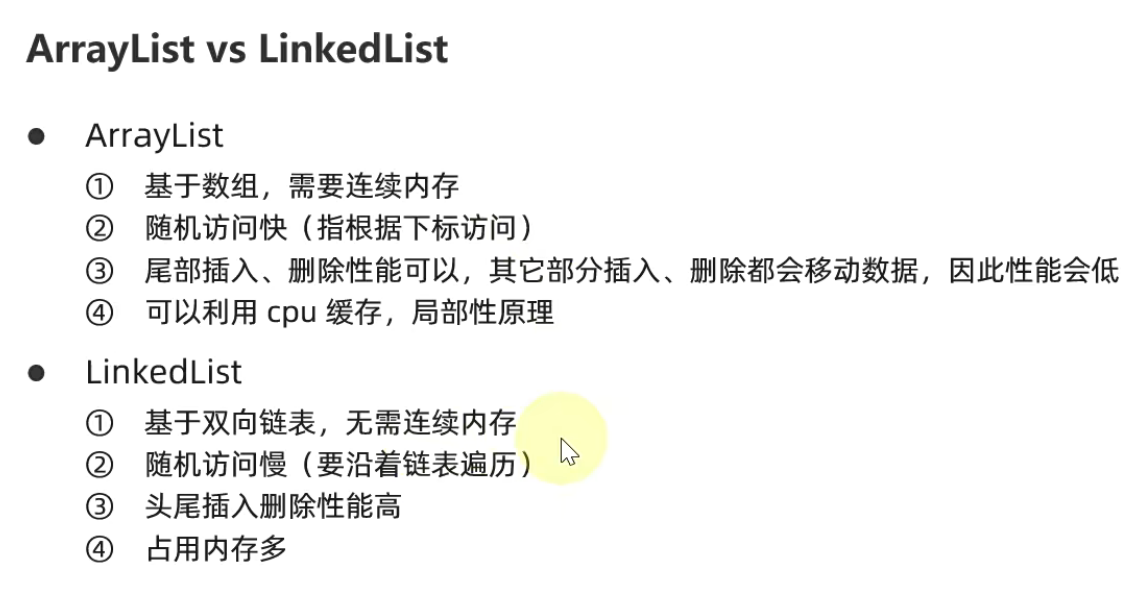 ArrayList vs LinkedList
● ArrayList
① 基于数组，需要连续内存
② 随机访问快（指根据下标访问）
③ 尾部插入、删除性能可以，其它部分插入、删除都会移动数据，因此性能会低
④ 可以利用 cpu 缓存，局部性原理
● LinkedList
① 基于双向链表，无需连续内存
② 随机访问慢（要沿着链表遍历）
③ 头尾插入删除性能高
④ 占用内存多